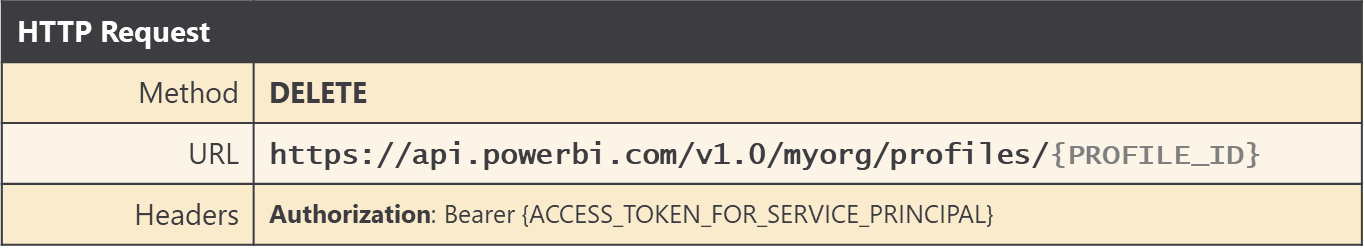 HTTP Request
Method DELETE
URL https://api.powerbi.com/v1.0/myorg/profiles/{PROFILE_ID}
Headers Authorization: Bearer {ACCESS_TOKEN_FOR_SERVICE_PRINCIPAL}